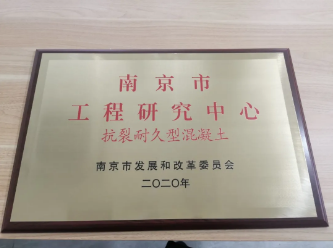 南京市
工程研究中心
抗裂耐久型混凝土
南京市发展和改革委员会
二〇二〇年